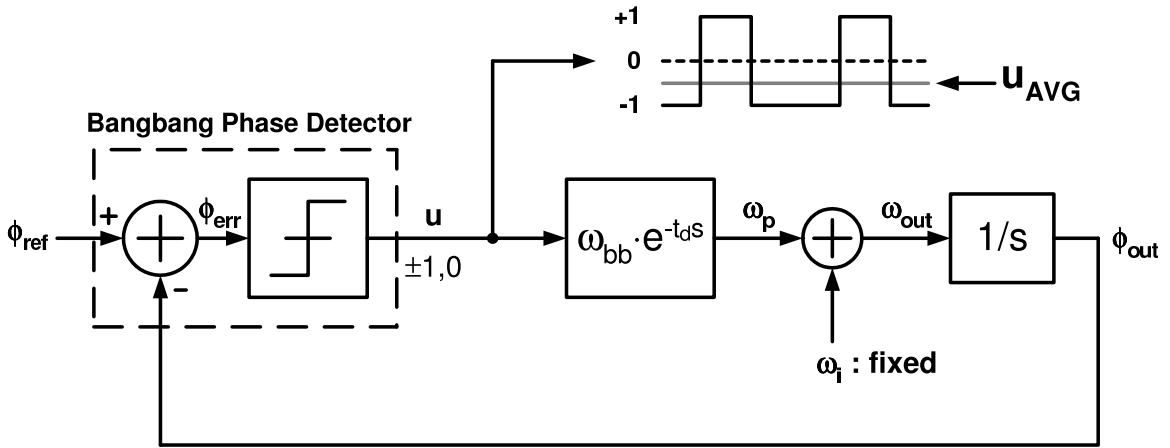 +1
0
-1
u_AVG
Bangbang Phase Detector
ϕ_ref
+
-
ϕ_err
u
±1,0
ω_bb·e^-t_d s
ω_p
ω_out
1/s
ϕ_out
ω_i : fixed